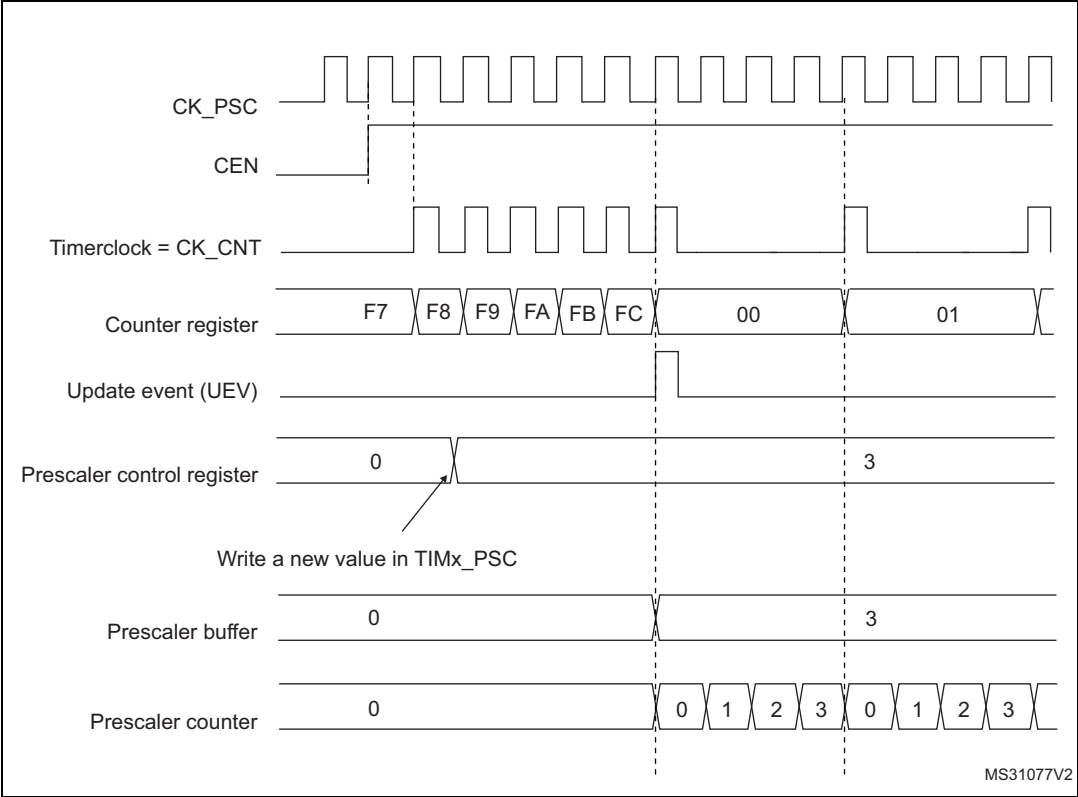 CK_PSC
CEN
Timerclock = CK_CNT
Counter register
F7 F8 F9 FA FB FC 00 01
Update event (UEV)
Prescaler control register
0 3
Write a new value in TIMx_PSC
Prescaler buffer
0 3
Prescaler counter
0 0 1 2 3 0 1 2 3
MS31077V2